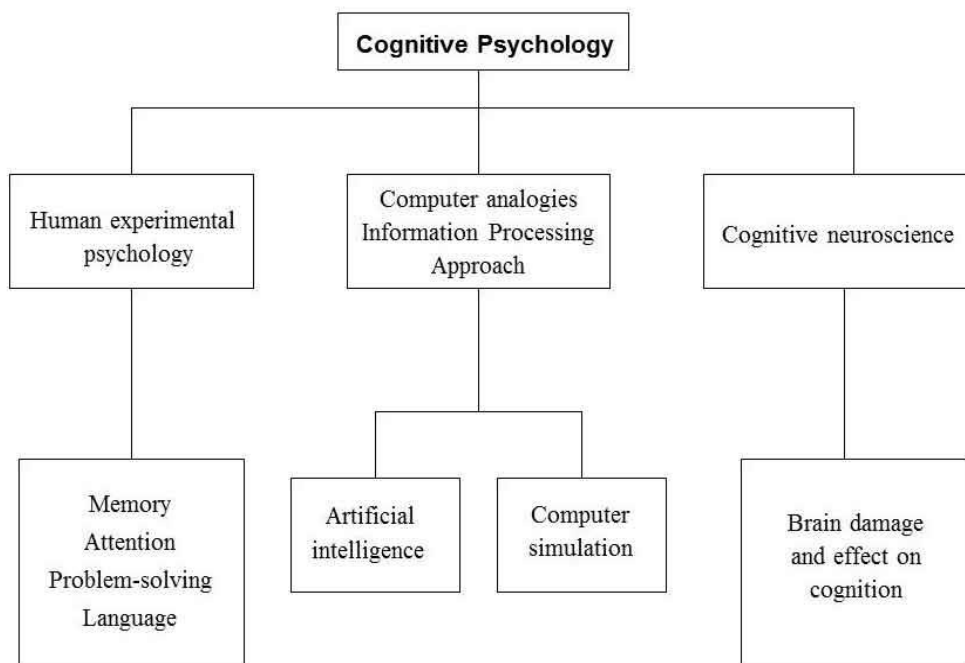 Cognitive Psychology
Human experimental
psychology
Computer analogies
Information Processing
Approach
Cognitive neuroscience
Memory
Attention
Problem-solving
Language
Artificial
intelligence
Computer
simulation
Brain damage
and effect on
cognition